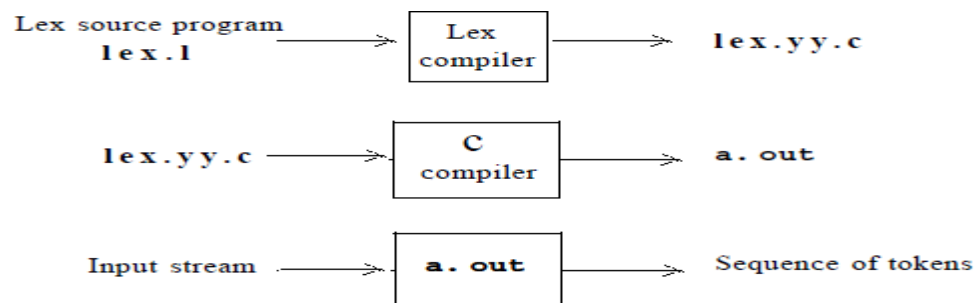 Lex source program
lex.l
Lex
compiler
lex.yy.c
lex.yy.c
C
compiler
a.out
Input stream
a.out
Sequence of tokens